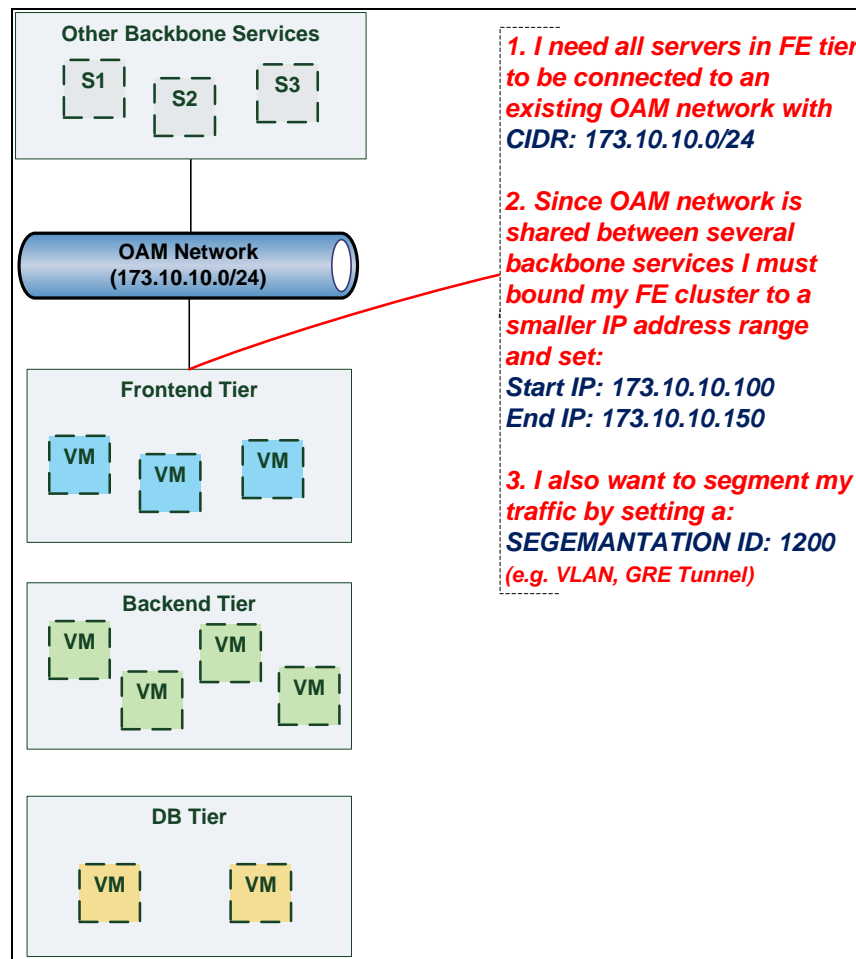 Other Backbone Services
S1
S2
S3
OAM Network
(173.10.10.0/24)
Frontend Tier
VM
VM
VM
Backend Tier
VM
VM
VM
VM
DB Tier
VM
VM
1. I need all servers in FE tier
to be connected to an
existing OAM network with
CIDR: 173.10.10.0/24
2. Since OAM network is
shared between several
backbone services I must
bound my FE cluster to a
smaller IP address range
and set:
Start IP: 173.10.10.100
End IP: 173.10.10.150
3. I also want to segment my
traffic by setting a:
SEGEMANTATION ID: 1200
(e.g. VLAN, GRE Tunnel)